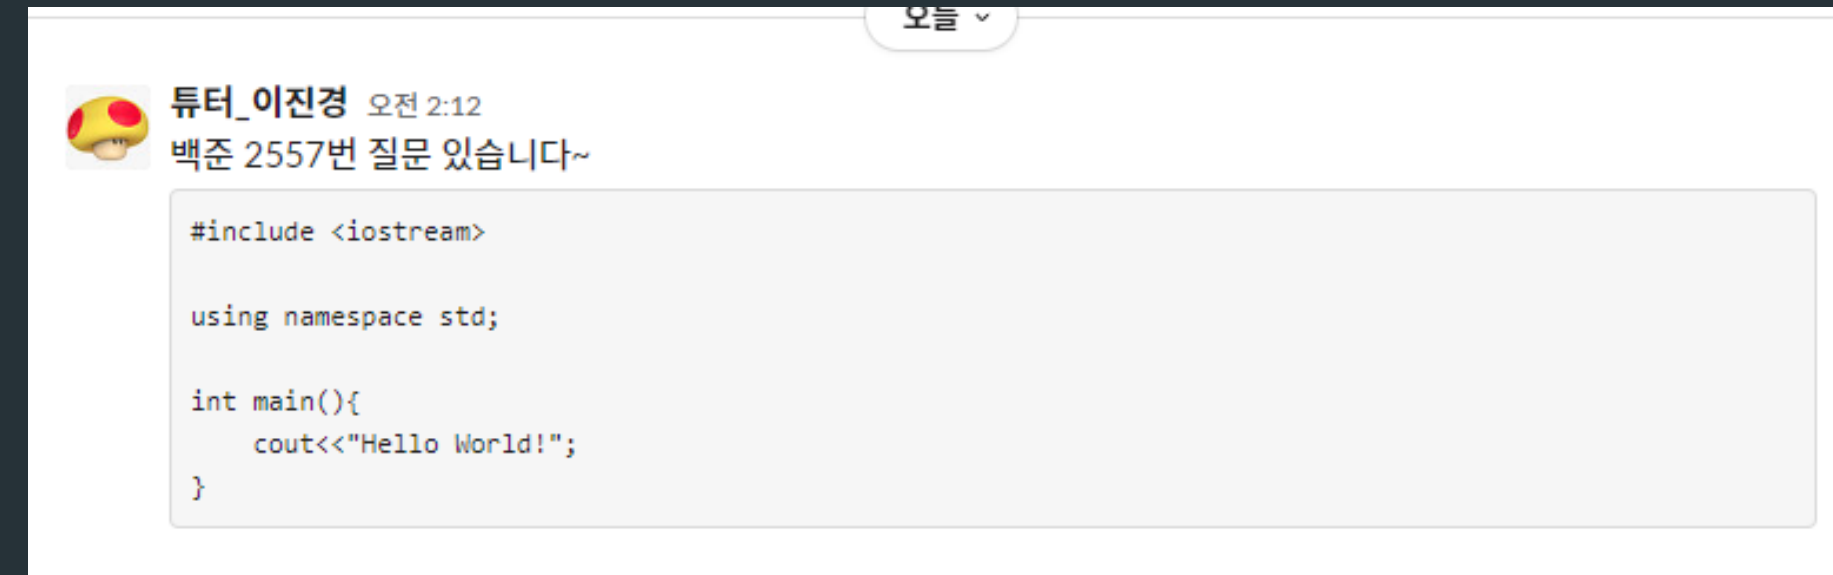 오늘
튜터_이진경 오전 2:12
백준 2557번 질문 있습니다~
#include <iostream>
using namespace std;
int main(){
    cout<<"Hello World!";
}